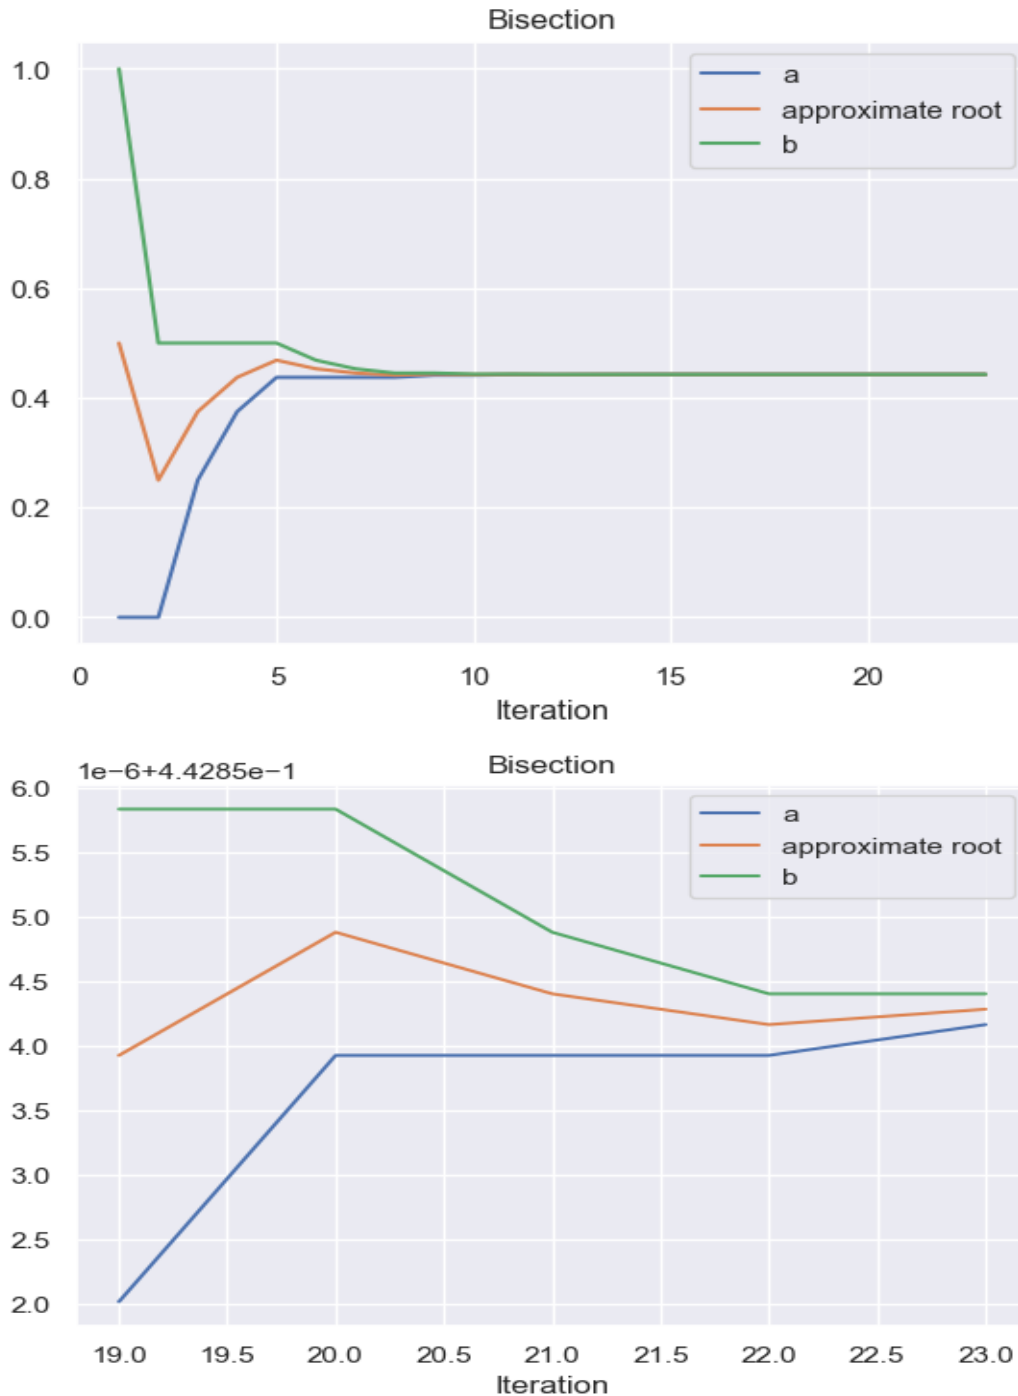 Bisection
1.0
0.8
0.6
0.4
0.2
0.0
a
approximate root
b
0 5 10 15 20
Iteration
1e−6+4.4285e−1
Bisection
6.0
5.5
5.0
4.5
4.0
3.5
3.0
2.5
2.0
a
approximate root
b
19.0 19.5 20.0 20.5 21.0 21.5 22.0 22.5 23.0
Iteration